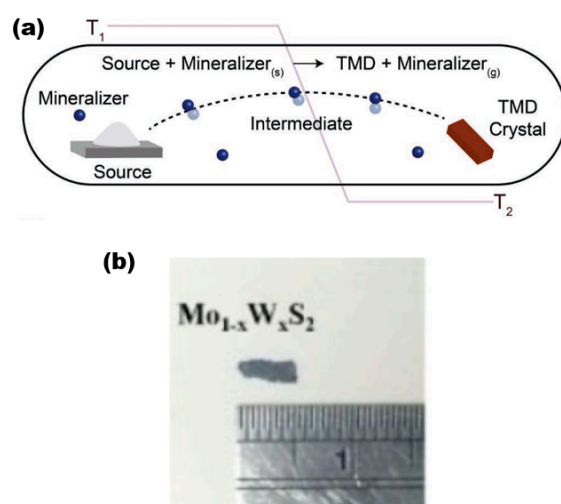 (a)
T₁
Source + Mineralizer(s) → TMD + Mineralizer(g)
Mineralizer
Intermediate
TMD
Crystal
Source
T₂
(b)
Mo₁₋ₓWₓS₂
1